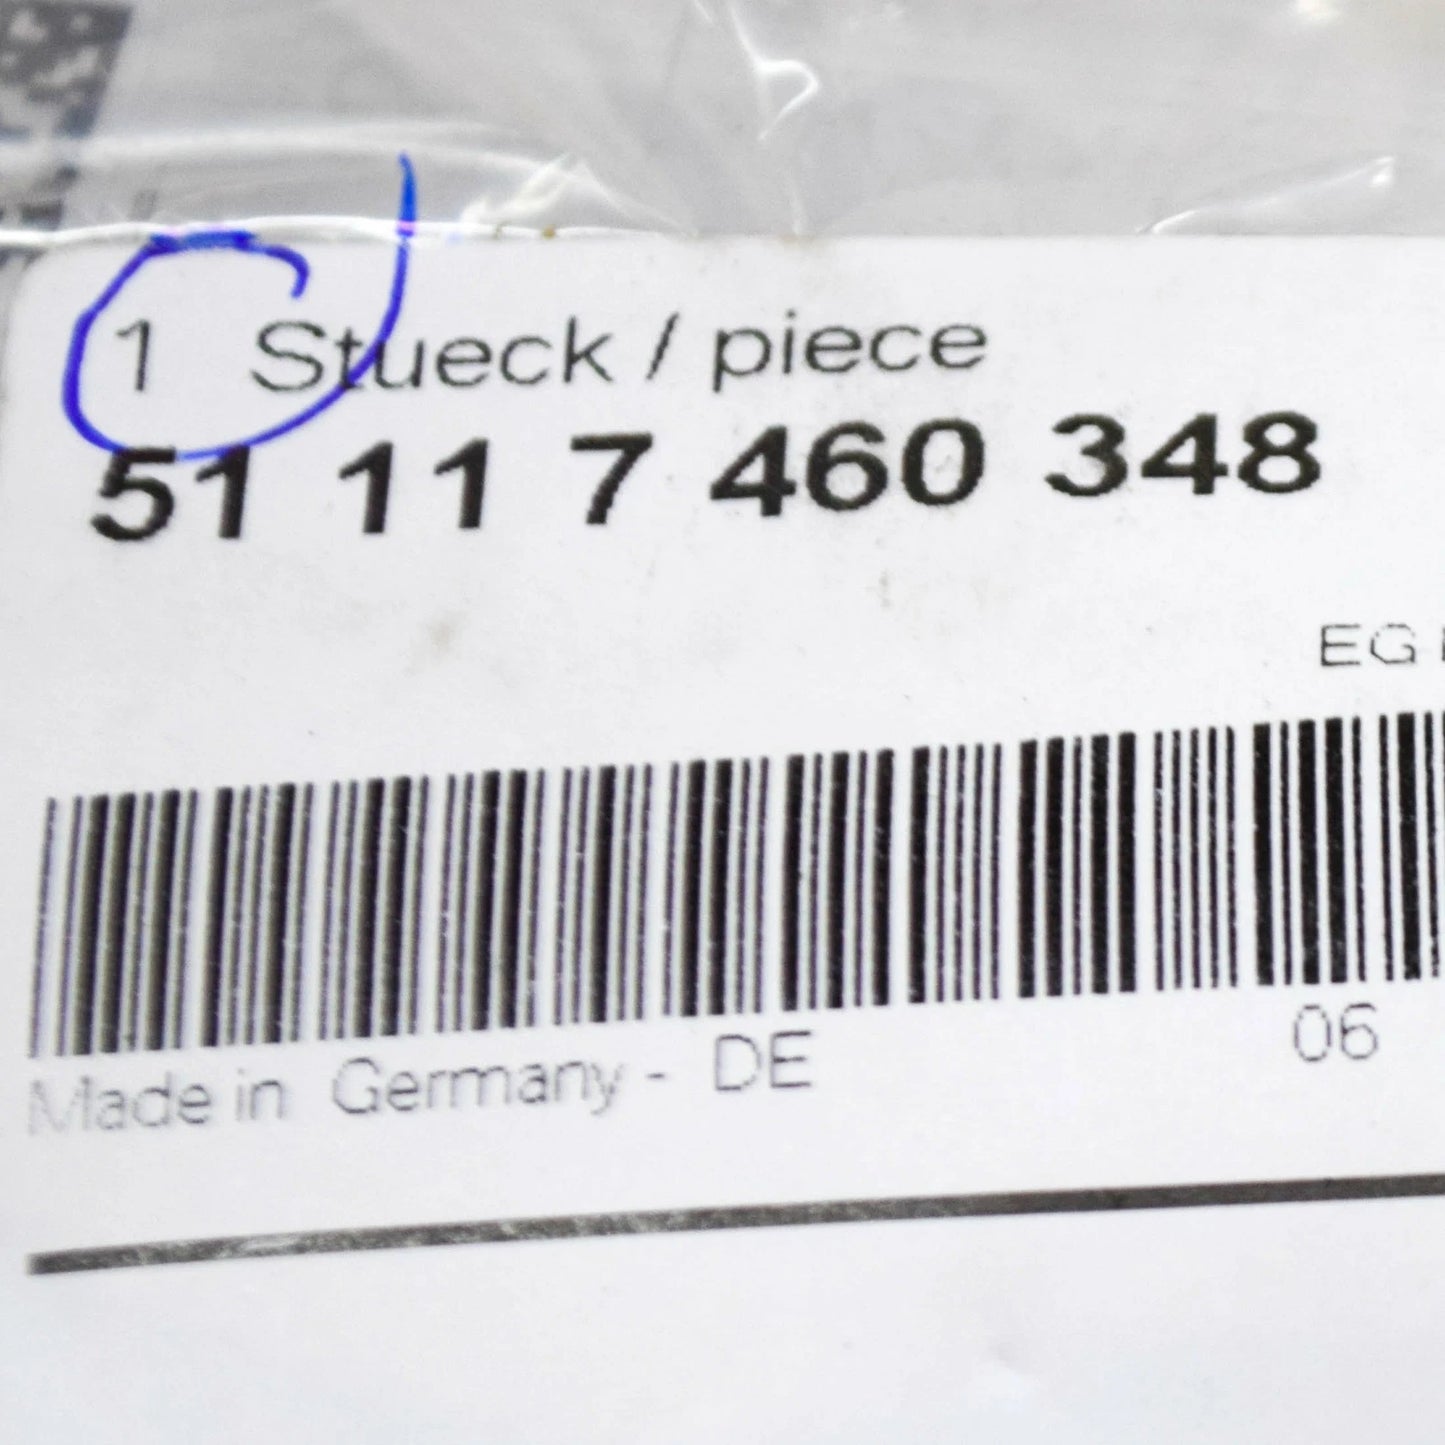 1 Stueck / piece
51 11 7 460 348
EG
Made in Germany - DE 06